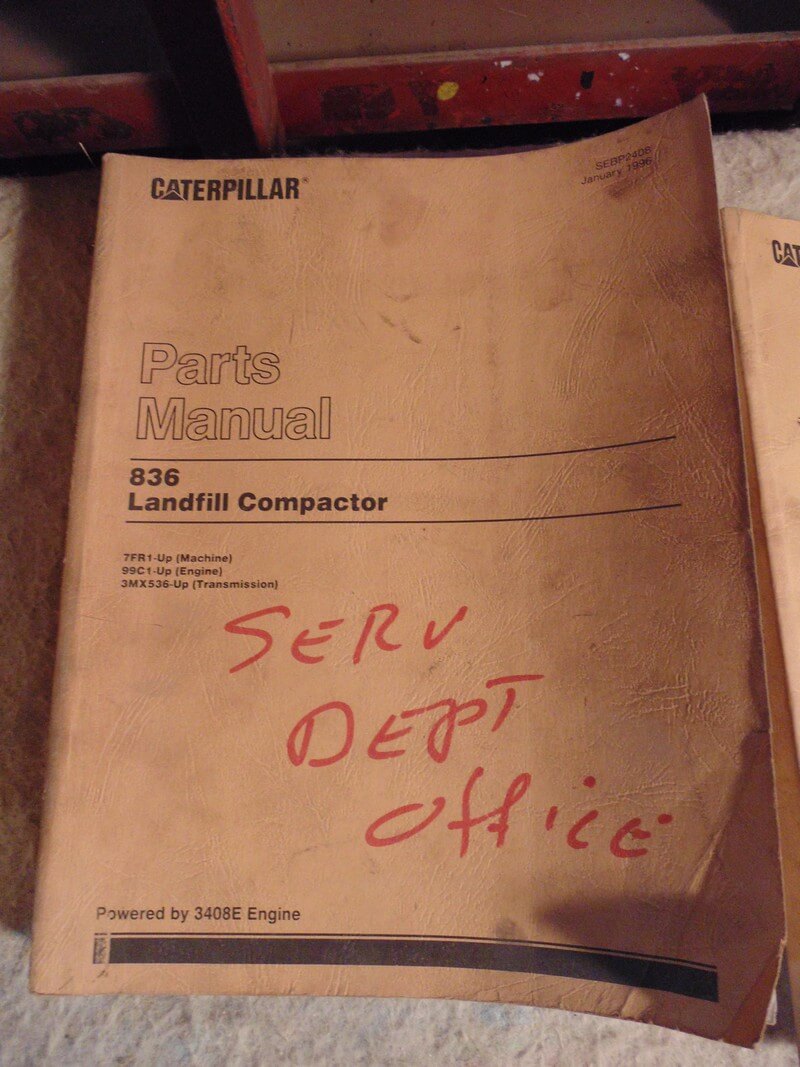 CATERPILLAR®
SEBP2408
January 1996
Parts
Manual
836
Landfill Compactor
7FR1-Up (Machine)
99C1-Up (Engine)
3MX536-Up (Transmission)
SERV
DEPT
OffICE
Powered by 3408E Engine
CAT